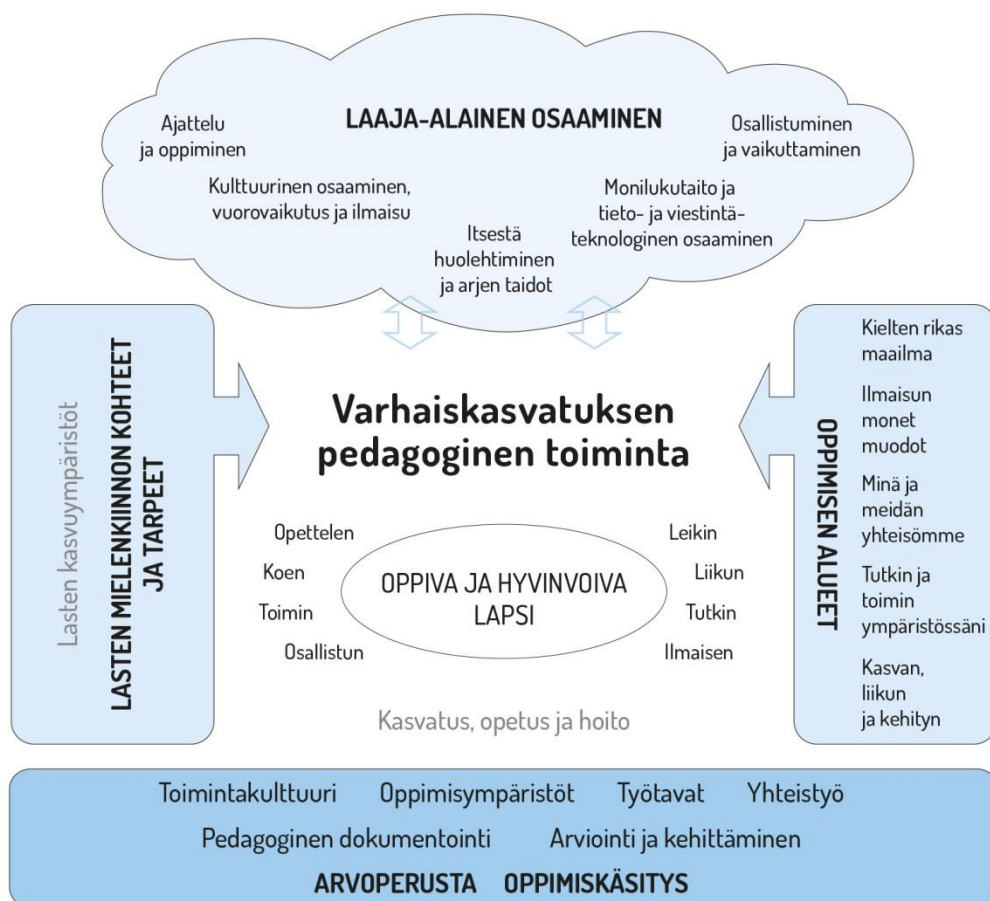 LAAJA-ALAINEN OSAAMINEN
Ajattelu
ja oppiminen
Kulttuurinen osaaminen,
vuorovaikutus ja ilmaisu
Itsestä
huolehtiminen
ja arjen taidot
Monilukutaito ja
tieto- ja viestintä-
teknologinen osaaminen
Osallistuminen
ja vaikuttaminen
Lasten kasvuympäristöt
LASTEN MIELENKIINNON KOHTEET
JA TARPEET
Varhaiskasvatuksen
pedagoginen toiminta
Opettelen
Koen
Toimin
Osallistun
OPPIVA JA HYVINVOIVA
LAPSI
Leikin
Liikun
Tutkin
Ilmaisen
Kasvatus, opetus ja hoito
OPPIMISEN ALUEET
Kielten rikas
maailma
Ilmaisun
monet
muodot
Minä ja
meidän
yhteisömme
Tutkin ja
toimin
ympäristössäni
Kasvan,
liikun
ja kehityn
Toimintakulttuuri Oppimisympäristöt Työtavat Yhteistyö
Pedagoginen dokumentointi Arviointi ja kehittäminen
ARVOPERUSTA OPPIMISKÄSITYS